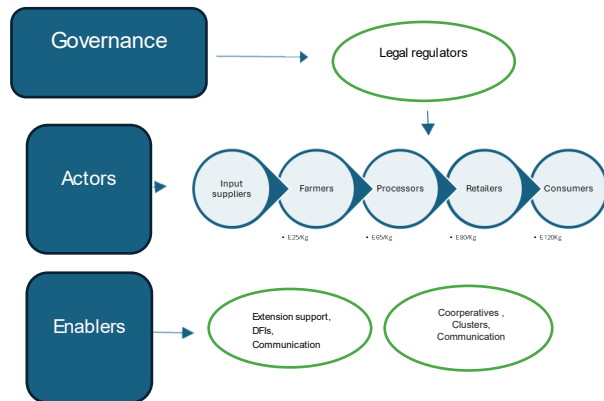 Governance
Legal regulators
Actors
Input
suppliers
Farmers
Processors
Retailers
Consumers
• E25/Kg
• E65/Kg
• E80/Kg
• E120Kg
Enablers
Extension support,
DFIs,
Communication
Coorperatives ,
Clusters,
Communication